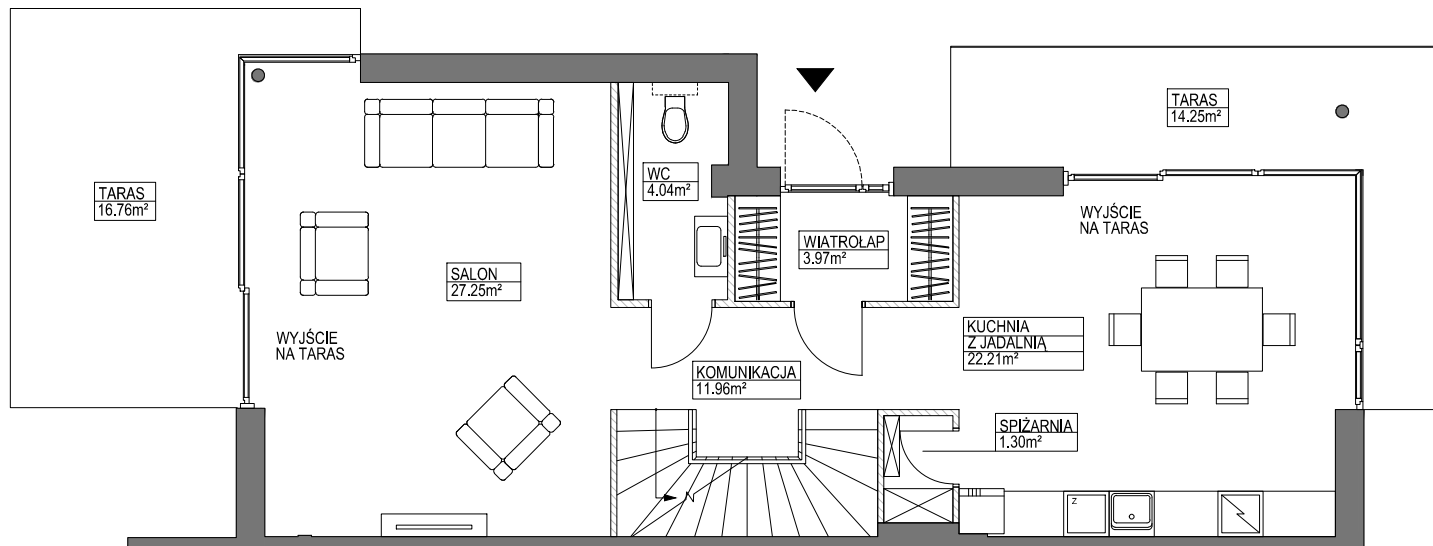 TARAS
14.25m²
WC
4.04m²
TARAS
16.76m²
WYJŚCIE
NA TARAS
WIATROŁAP
3.97m²
SALON
27.25m²
KUCHNIA
Z JADALNIĄ
22.21m²
WYJŚCIE
NA TARAS
KOMUNIKACJA
11.96m²
SPIŻARNIA
1.30m²
Z